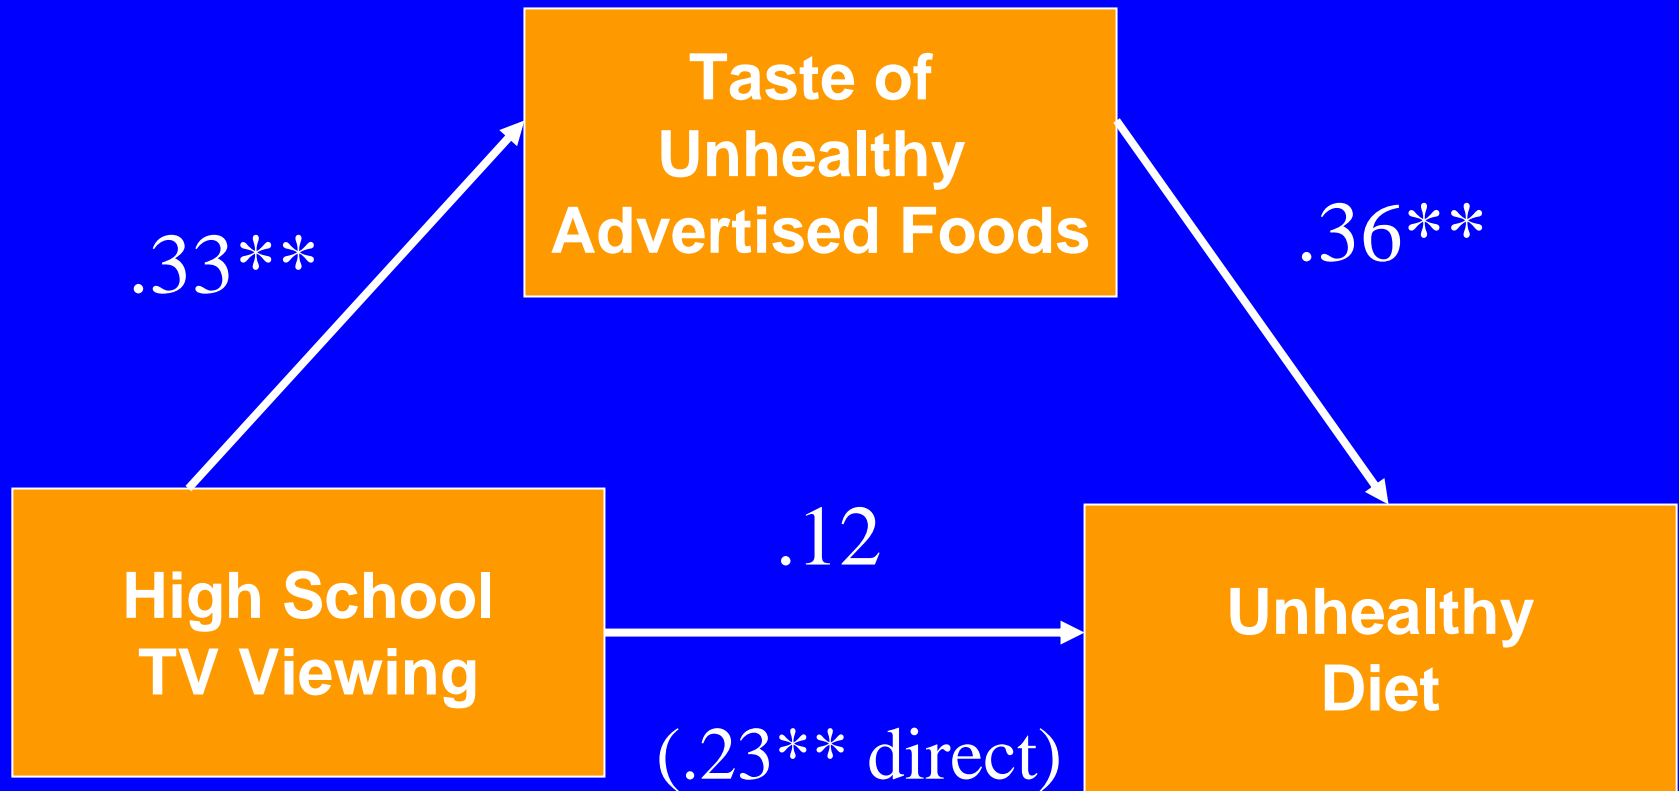 Taste of
Unhealthy
Advertised Foods
.33**
.36**
High School
TV Viewing
.12
(.23** direct)
Unhealthy
Diet